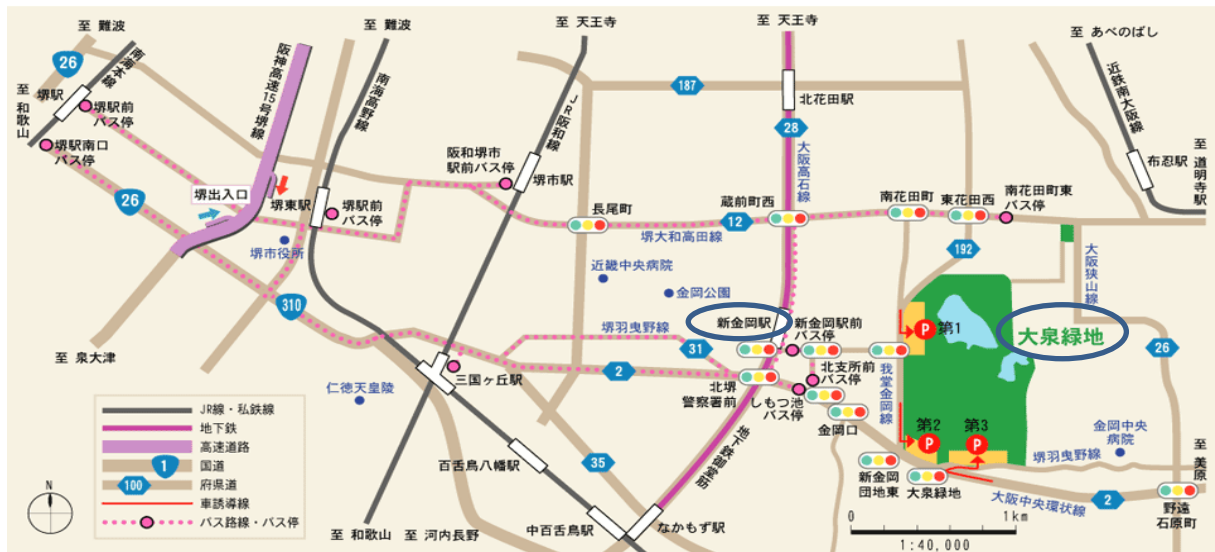 至 難波
至 難波
至 天王寺
至 天王寺
至 あべのばし
26
南海本線
阪神高速15号堺線
南海高野線
JR阪和線
187
北花田駅
近鉄南大阪線
至 和歌山
堺駅
堺駅前
バス停
堺駅南口
バス停
28
大阪高石線
布忍駅
至 道明寺駅
阪和堺市
駅前バス停
堺市駅
堺出入口
26
堺東駅
堺駅前
バス停
長尾町
蔵前町西
南花田町
東花田西
南花田町東
バス停
12
堺大和高田線
192
堺市役所
大阪狭山線
近畿中央病院
金岡公園
310
新金岡駅
新金岡駅前
バス停
P
第1
大泉緑地
堺羽曳野線
31
26
至 泉大津
三国ヶ丘駅
2
北堺
警察署前
北支所前
バス停
しもつ池
バス停
我堂金岡線
仁徳天皇陵
金岡口
第2
P
第3
P
金岡中央
病院
堺羽曳野線
至 美原
JR線・私鉄線
地下鉄
高速道路
1
国道
100
府県道
車誘導線
バス路線・バス停
百舌鳥八幡駅
35
地下鉄御堂筋
新金岡
団地東
大泉緑地
大阪中央環状線
2
野遠
石原町
N
至 和歌山
至 河内長野
中百舌鳥駅
なかもず駅
0
1km
1:40,000